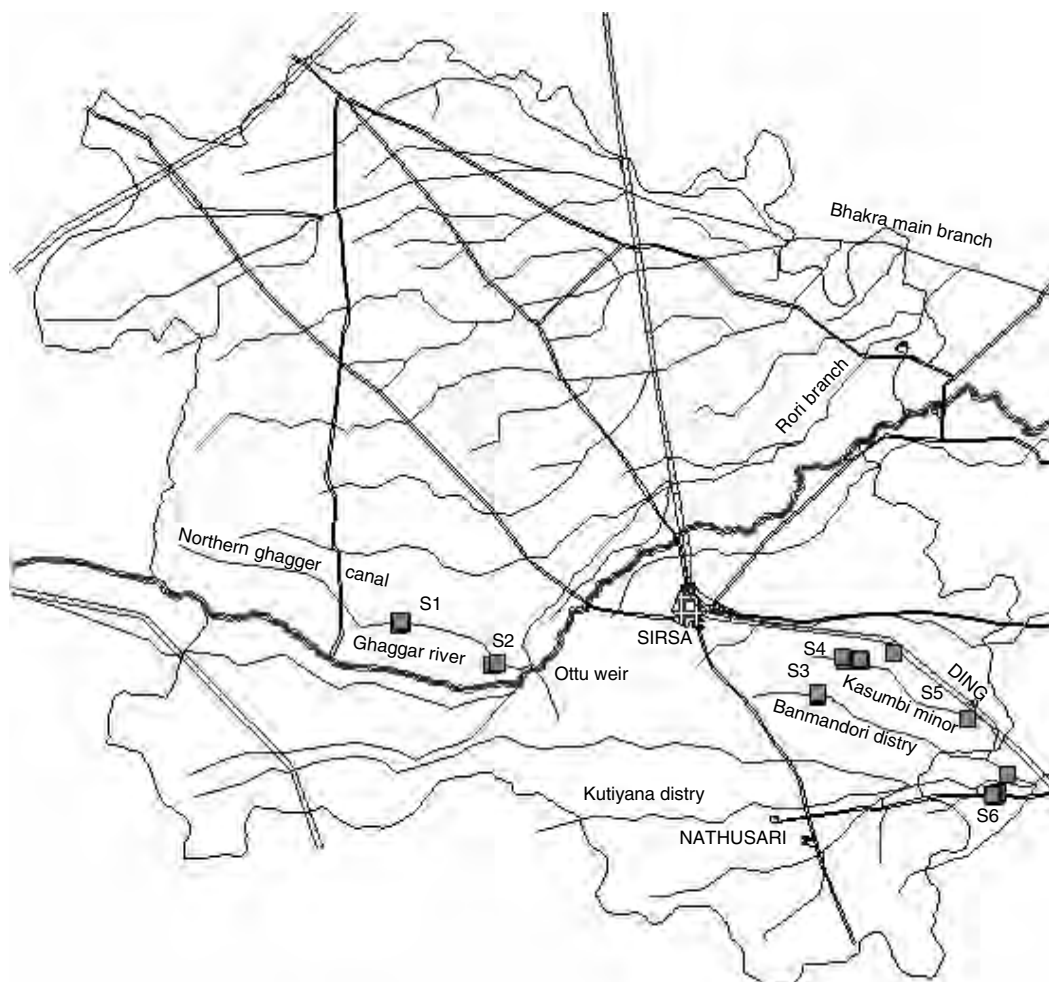 Bhakra main branch
Rori branch
Northern ghagger
canal
S1
Ghaggar river
S2
Ottu weir
SIRSA
S4
S3
Kasumbi minor
S5
DING
Banmandori distry
Kutiyana distry
S6
NATHUSARI